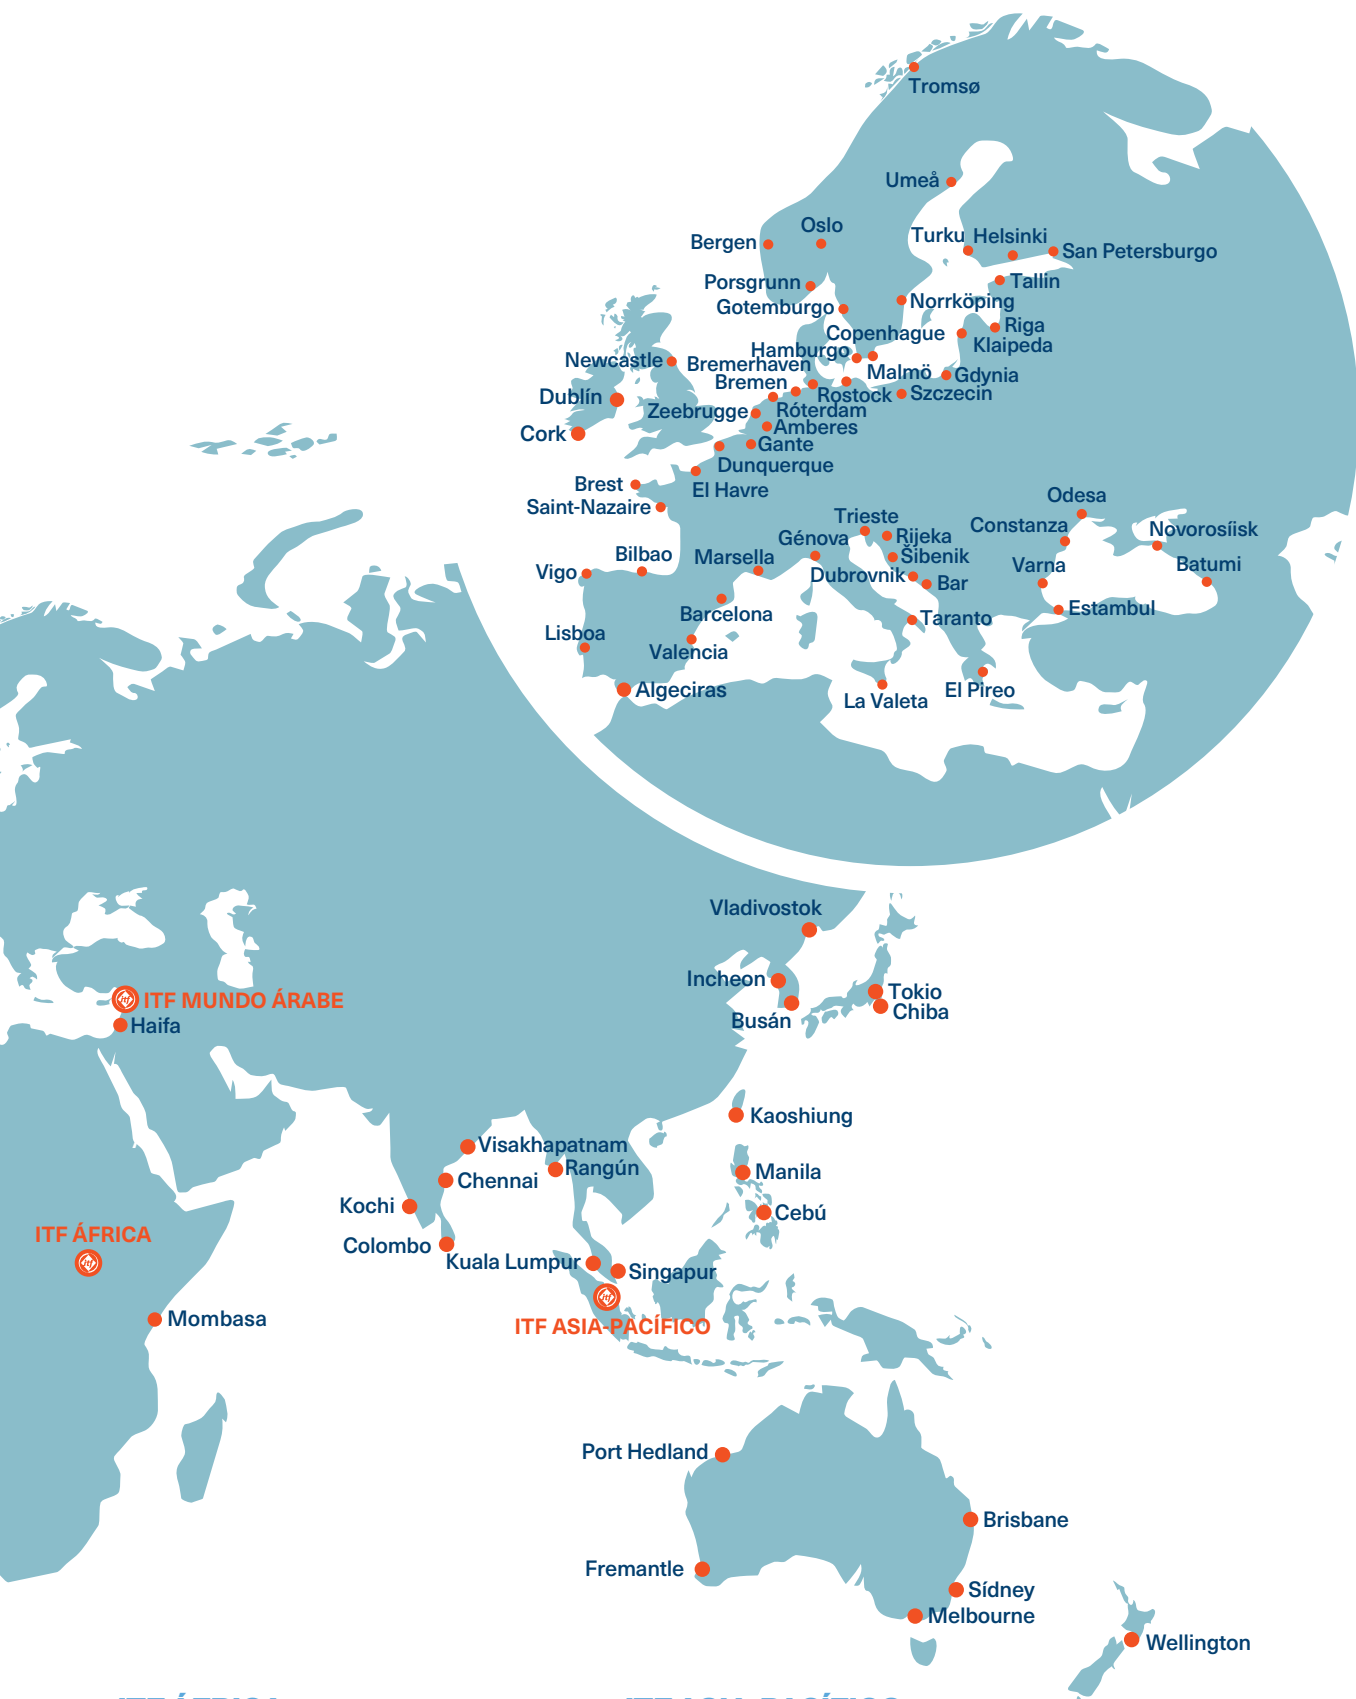 Tromsø
Umeå
Oslo
Bergen
Turku
Helsinki
San Petersburgo
Porsgrunn
Tallin
Gotemburgo
Norrköping
Copenhague
Riga
Klaipeda
Hamburgo
Newcastle
Bremerhaven
Malmö
Gdynia
Bremen
Rostock
Szczecin
Dublín
Zeebrugge
Róterdam
Amberes
Cork
Gante
Dunquerque
Brest
El Havre
Saint-Nazaire
Odesa
Trieste
Constanza
Novorosíisk
Génova
Rijeka
Bilbao
Marsella
Šibenik
Varna
Batumi
Vigo
Dubrovnik
Bar
Barcelona
Estambul
Taranto
Lisboa
Valencia
Algeciras
La Valeta
El Pireo
Vladivostok
Incheon
Tokio
ITF MUNDO ÁRABE
Chiba
Busán
Haifa
Kaoshiung
Visakhapatnam
Rangún
Manila
Chennai
Kochi
Cebú
ITF ÁFRICA
Colombo
Kuala Lumpur
Singapur
Mombasa
ITF ASIA-PACÍFICO
Port Hedland
Brisbane
Fremantle
Sídney
Melbourne
Wellington